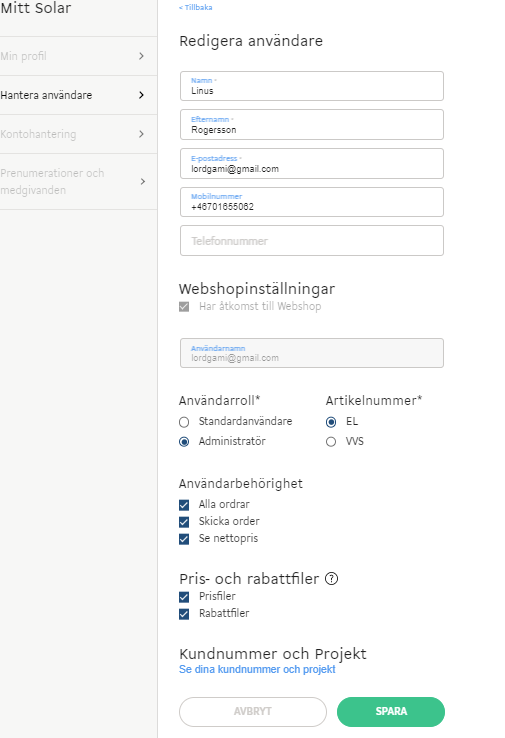 Mitt Solar
Min profil
Hantera användare
Kontohantering
Prenumerationer och
medgivanden
< Tillbaka
Redigera användare
Namn *
Linus
Efternamn *
Rogersson
E-postadress *
lordgami@gmail.com
Mobilnummer
+46701655062
Telefonnummer
Webshopinställningar
Har åtkomst till Webshop
Användarnamn
lordgami@gmail.com
Användarroll*
Standardanvändare
Administratör
Artikelnummer*
EL
VVS
Användarbehörighet
Alla ordrar
Skicka order
Se nettopris
Pris- och rabattfiler ?
Prisfiler
Rabattfiler
Kundnummer och Projekt
Se dina kundnummer och projekt
AVBRYT
SPARA